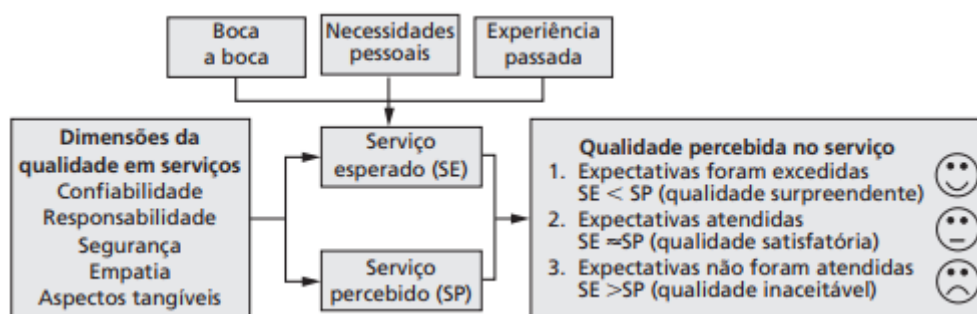 Boca
a boca
Necessidades
pessoais
Experiência
passada
Dimensões da
qualidade em serviços
Confiabilidade
Responsabilidade
Segurança
Empatia
Aspectos tangíveis
Serviço
esperado (SE)
Serviço
percebido (SP)
Qualidade percebida no serviço
1. Expectativas foram excedidas
SE < SP (qualidade surpreendente)
2. Expectativas atendidas
SE ≈SP (qualidade satisfatória)
3. Expectativas não foram atendidas
SE >SP (qualidade inaceitável)